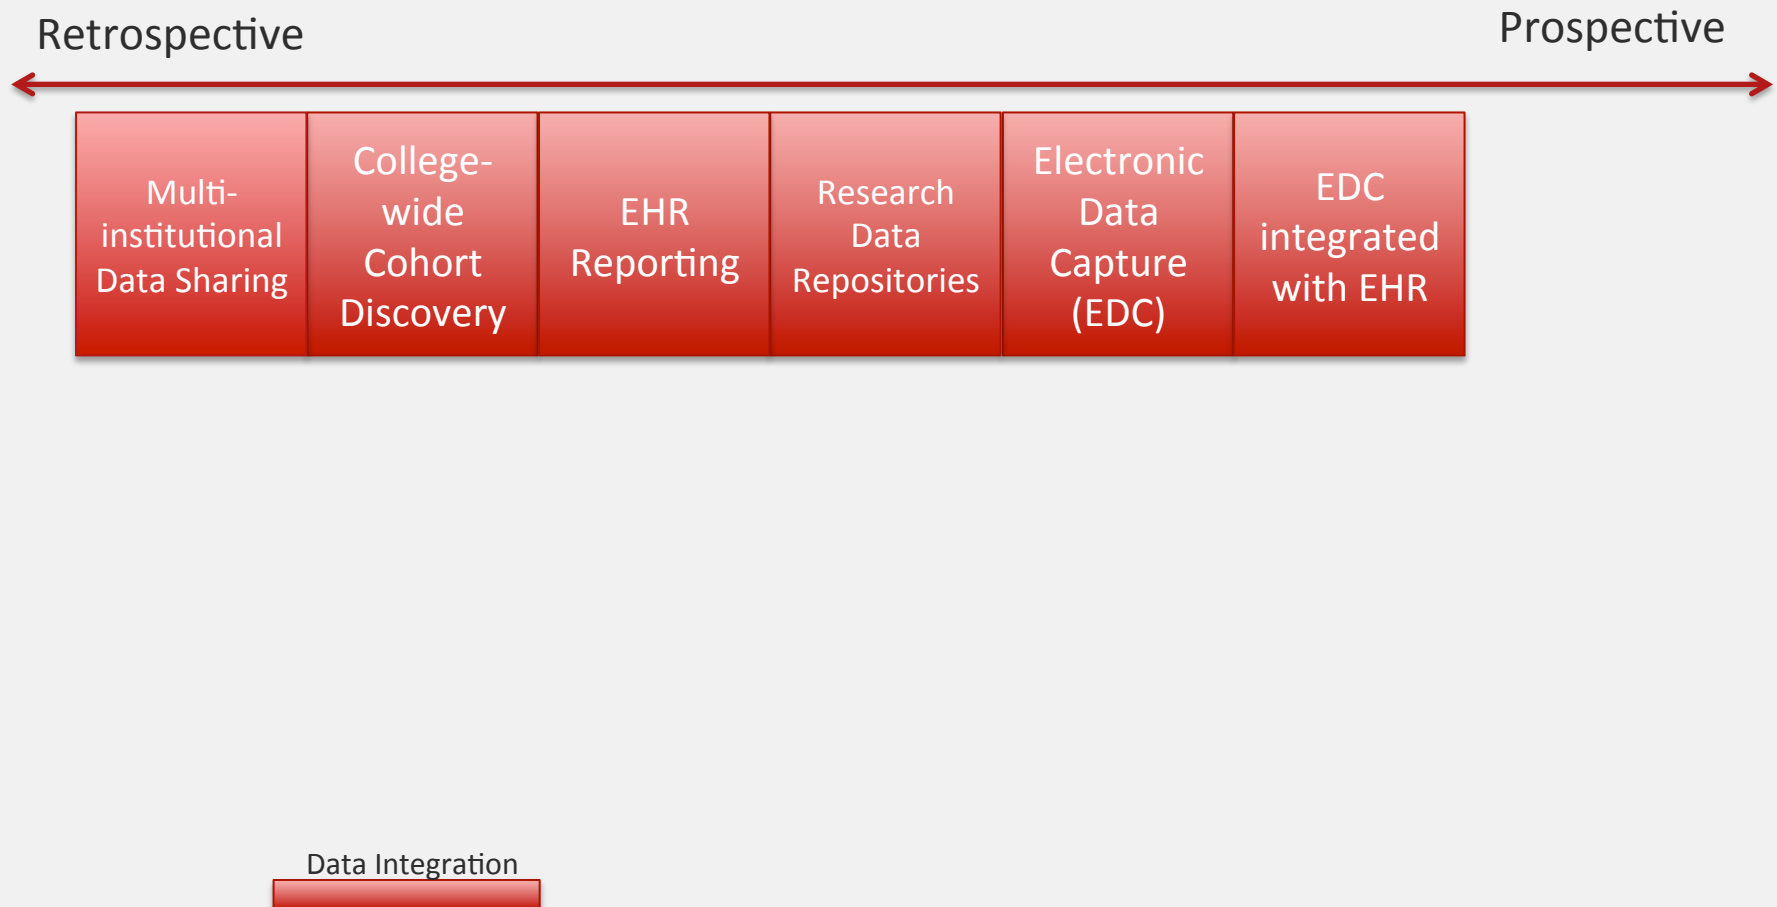 Retrospective
Prospective
Multi-
institutional
Data Sharing
College-
wide
Cohort
Discovery
EHR
Reporting
Research
Data
Repositories
Electronic
Data
Capture
(EDC)
EDC
integrated
with EHR
Data Integration